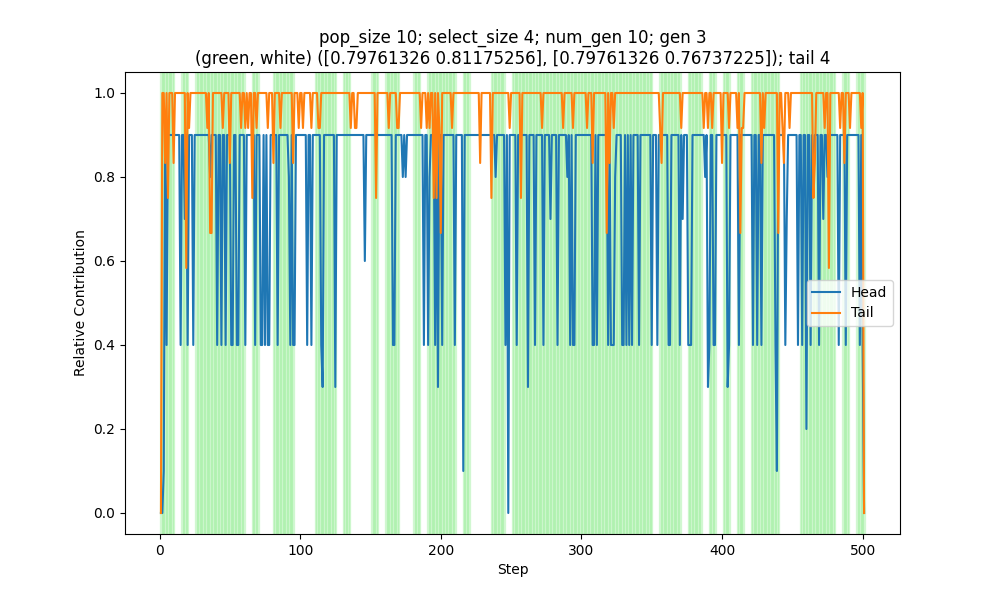 pop_size 10; select_size 4; num_gen 10; gen 3
(green, white) ([0.79761326 0.81175256], [0.79761326 0.76737225]); tail 4
1.0
0.8
0.6
0.4
0.2
0.0
Relative Contribution
Head
Tail
0
100
200
300
400
500
Step